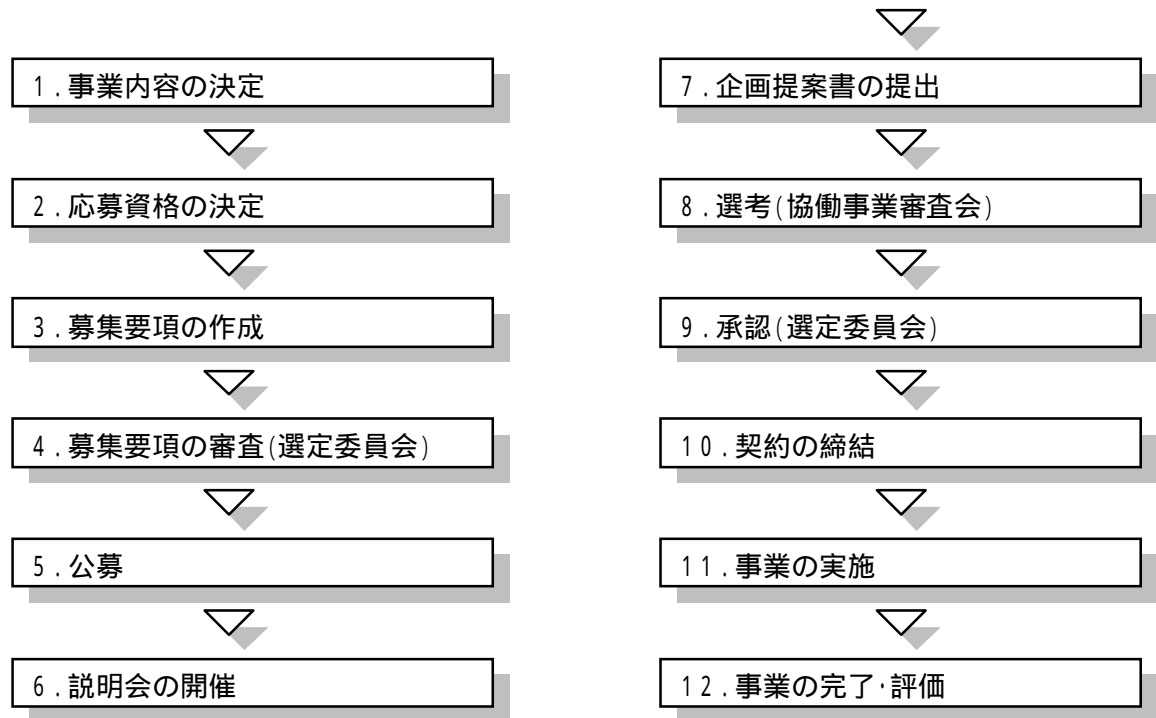 1.事業内容の決定
2.応募資格の決定
3.募集要項の作成
4.募集要項の審査(選定委員会)
5.公募
6.説明会の開催
7.企画提案書の提出
8.選考(協働事業審査会)
9.承認(選定委員会)
10.契約の締結
11.事業の実施
12.事業の完了・評価